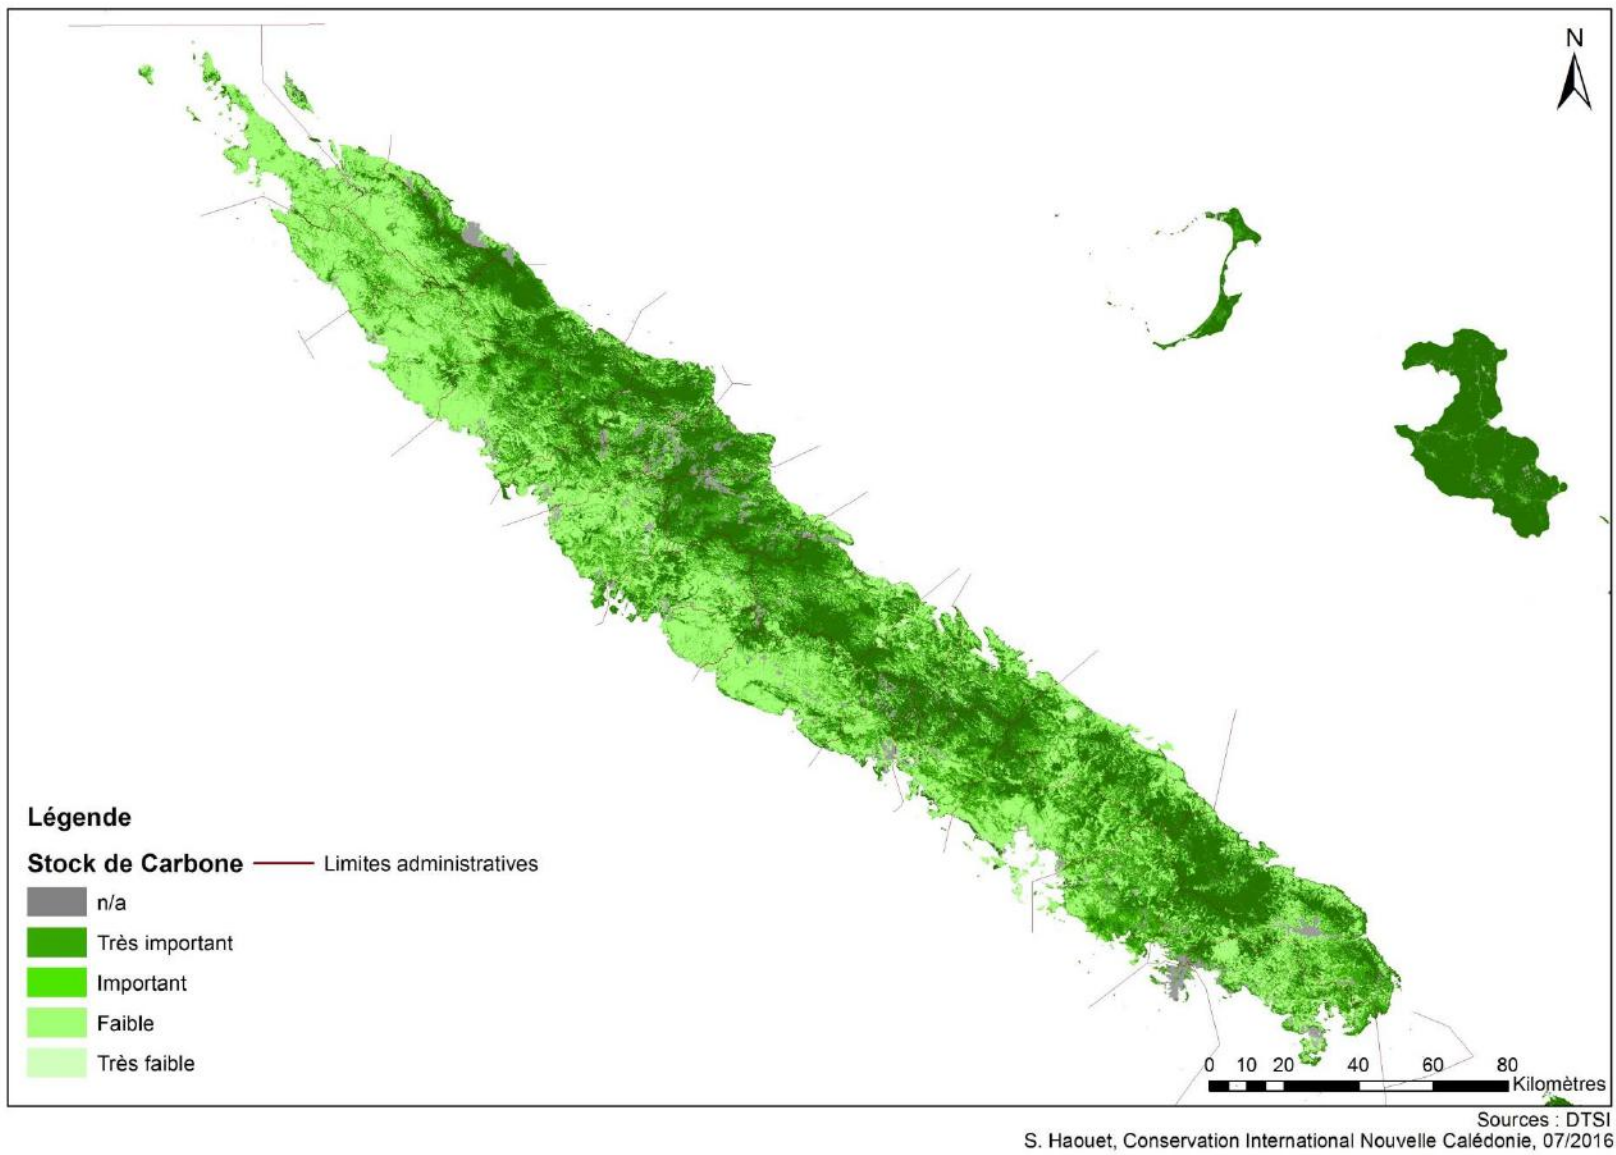 N
Légende
Stock de Carbone
Limites administratives
n/a
Très important
Important
Faible
Très faible
0 10 20 40 60 80
Kilomètres
Sources : DTSI
S. Haouet, Conservation International Nouvelle Calédonie, 07/2016